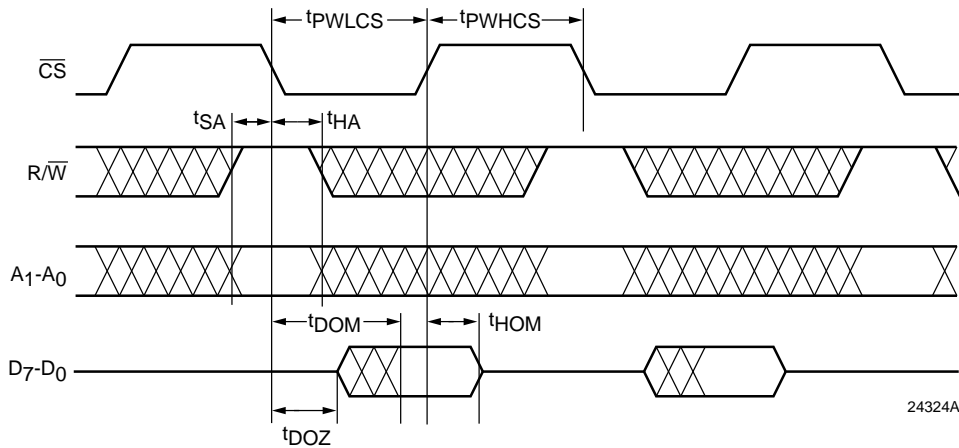 tPWLCS tPWHCS
CS
tSA tHA
R/W
A1-A0
tDOM tHOM
D7-D0
24324A
tDOZ